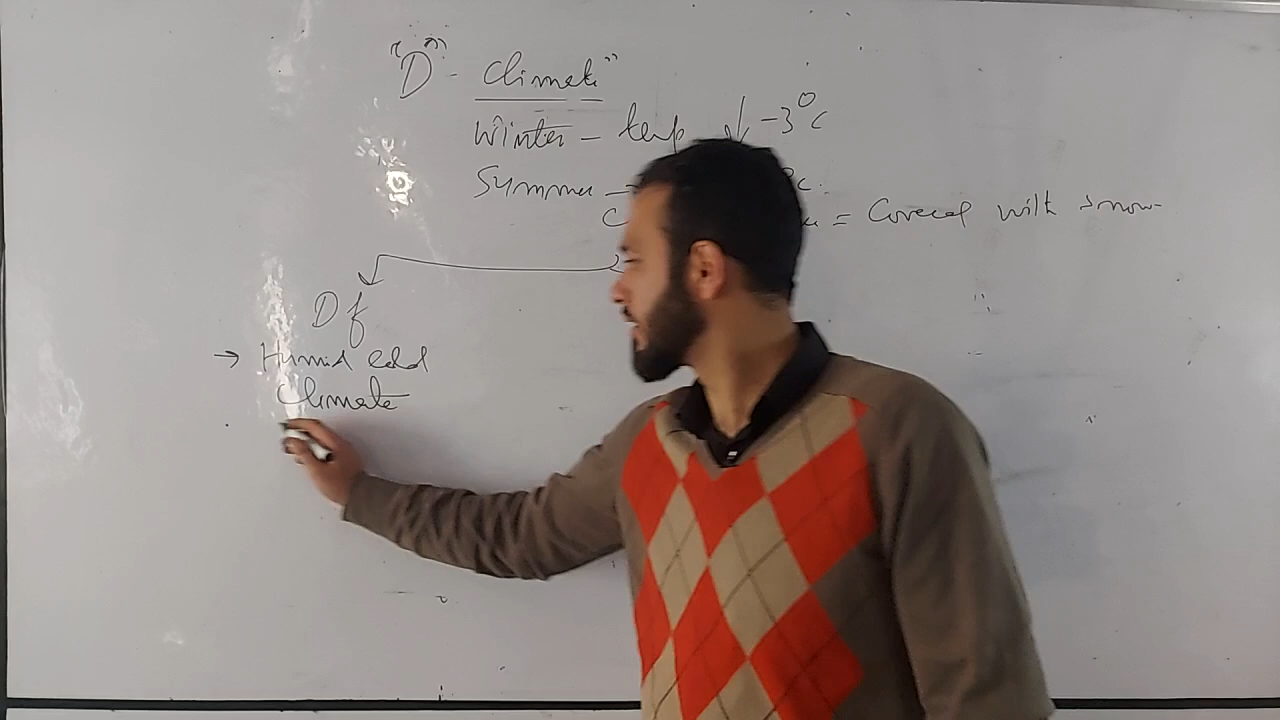 "D" - Climate"
Winter - temp ↓ -3°C
Summer - c.
= Covered with snow
Df
→ Humid cold
Climate